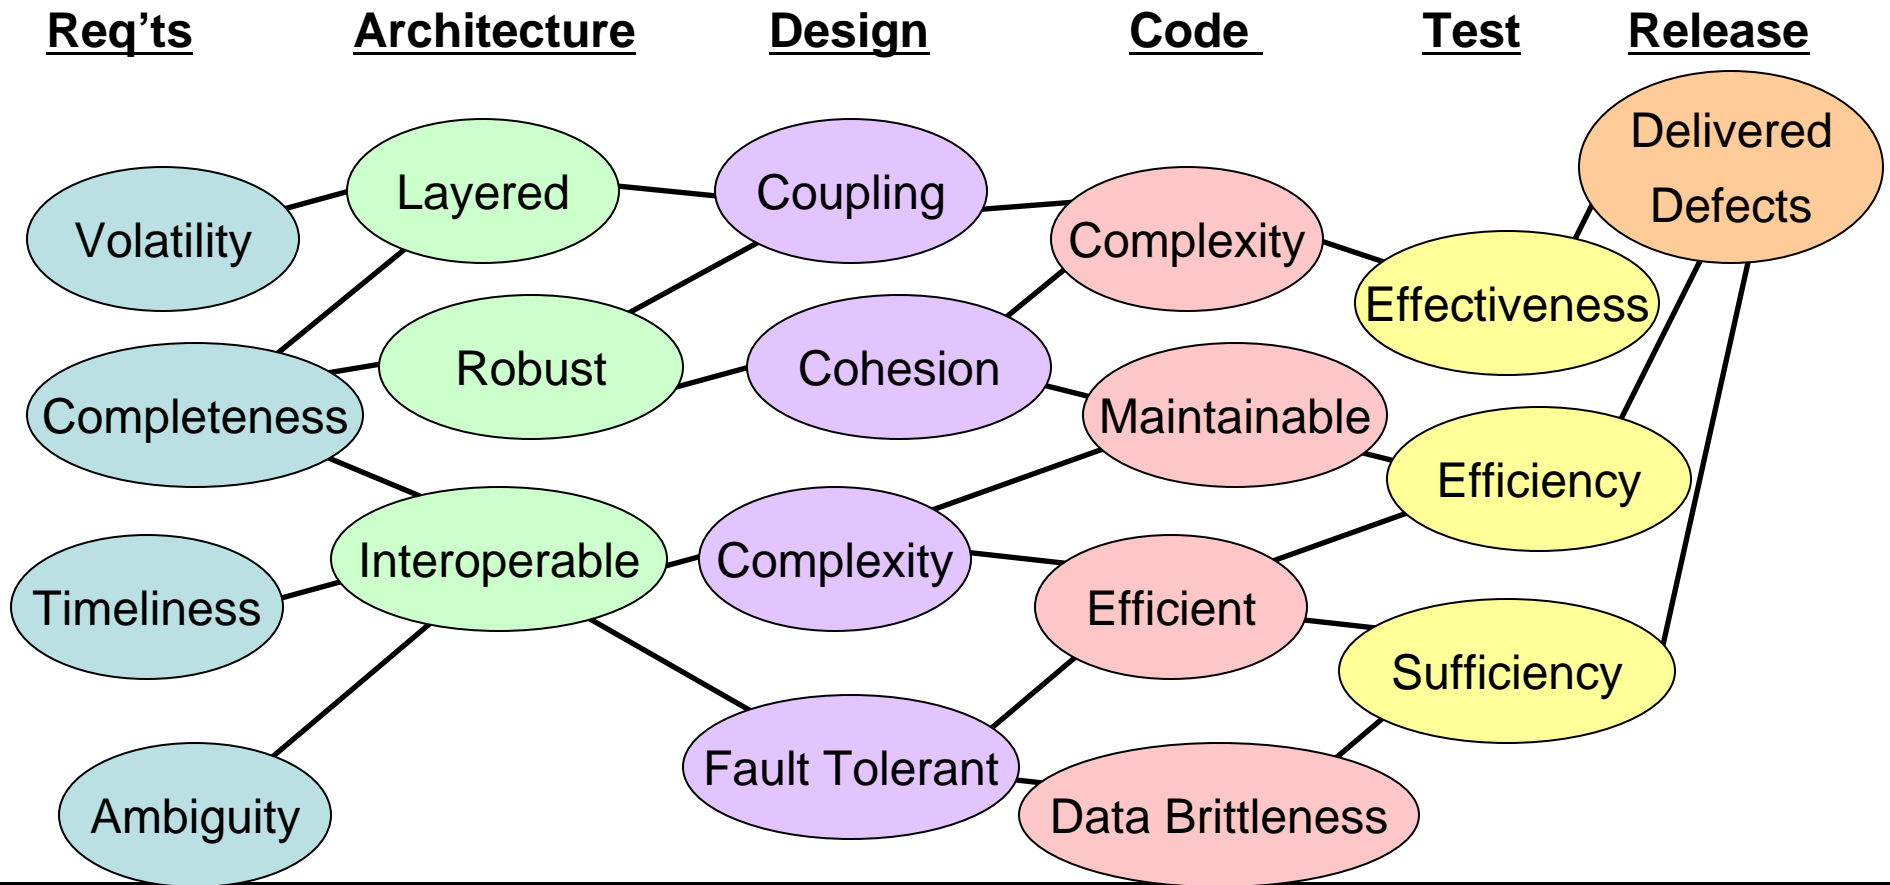 Req’ts
Architecture
Design
Code
Test
Release
Volatility
Completeness
Timeliness
Ambiguity
Layered
Robust
Interoperable
Coupling
Cohesion
Complexity
Fault Tolerant
Complexity
Maintainable
Efficient
Data Brittleness
Effectiveness
Efficiency
Sufficiency
Delivered
Defects